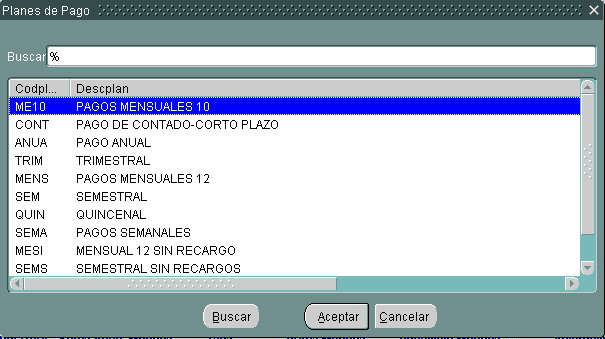 Planes de Pago
Buscar %
Codpl... Descplan
ME10 PAGOS MENSUALES 10
CONT PAGO DE CONTADO-CORTO PLAZO
ANUA PAGO ANUAL
TRIM TRIMESTRAL
MENS PAGOS MENSUALES 12
SEM SEMESTRAL
QUIN QUINCENAL
SEMA PAGOS SEMANALES
MESI MENSUAL 12 SIN RECARGO
SEMS SEMESTRAL SIN RECARGOS
Buscar Aceptar Cancelar